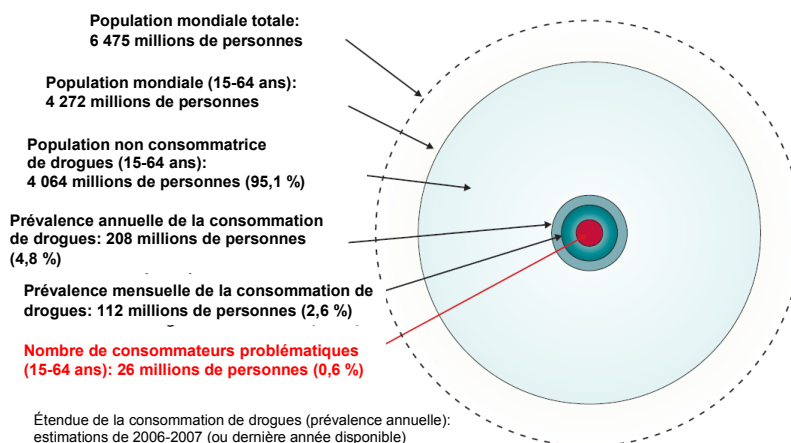 Population mondiale totale:
6 475 millions de personnes
Population mondiale (15-64 ans):
4 272 millions de personnes
Population non consommatrice
de drogues (15-64 ans):
4 064 millions de personnes (95,1 %)
Prévalence annuelle de la consommation
de drogues: 208 millions de personnes
(4,8 %)
Prévalence mensuelle de la consommation de
drogues: 112 millions de personnes (2,6 %)
Nombre de consommateurs problématiques
(15-64 ans): 26 millions de personnes (0,6 %)
Étendue de la consommation de drogues (prévalence annuelle):
estimations de 2006-2007 (ou dernière année disponible)